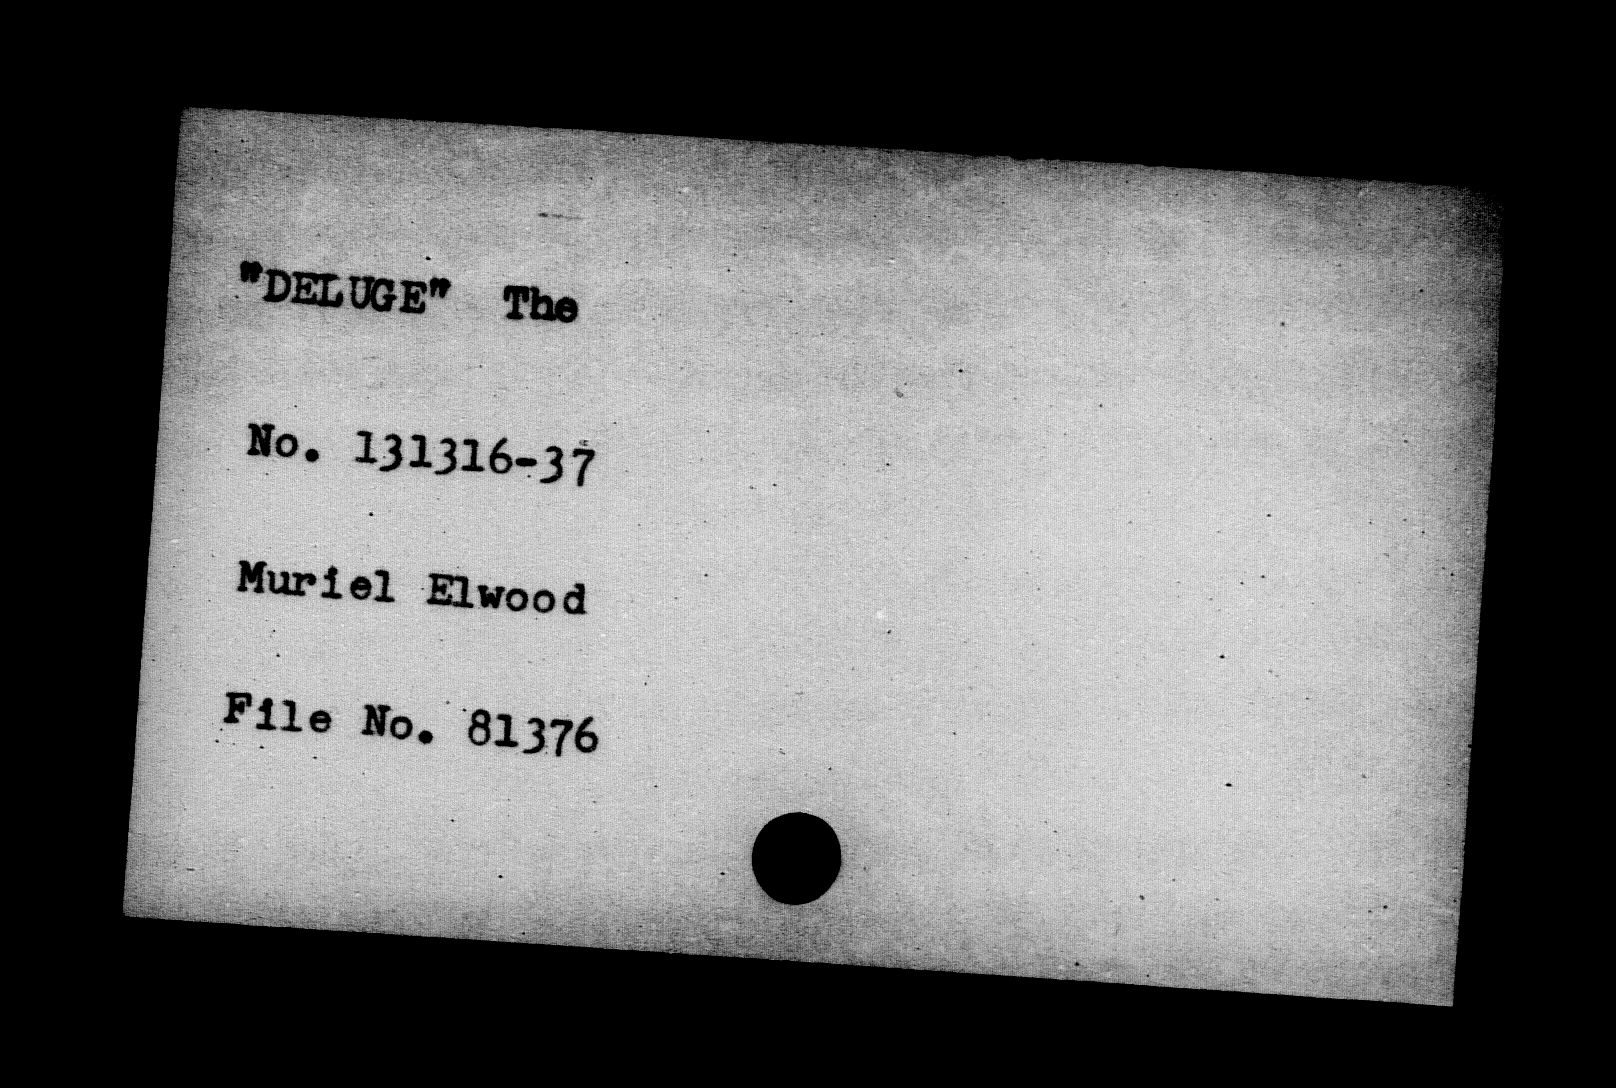 "DELUGE" The
No. 131316-37
Muriel Elwood
File No. 81376